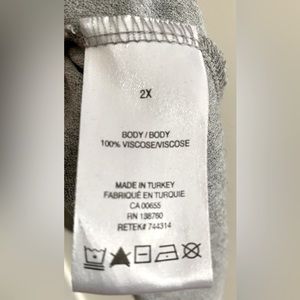 2X
BODY / BODY
100% VISCOSE/VISCOSE
MADE IN TURKEY
FABRIQUÉ EN TURQUIE
CA 00655
RN 138760
RETEK# 744314